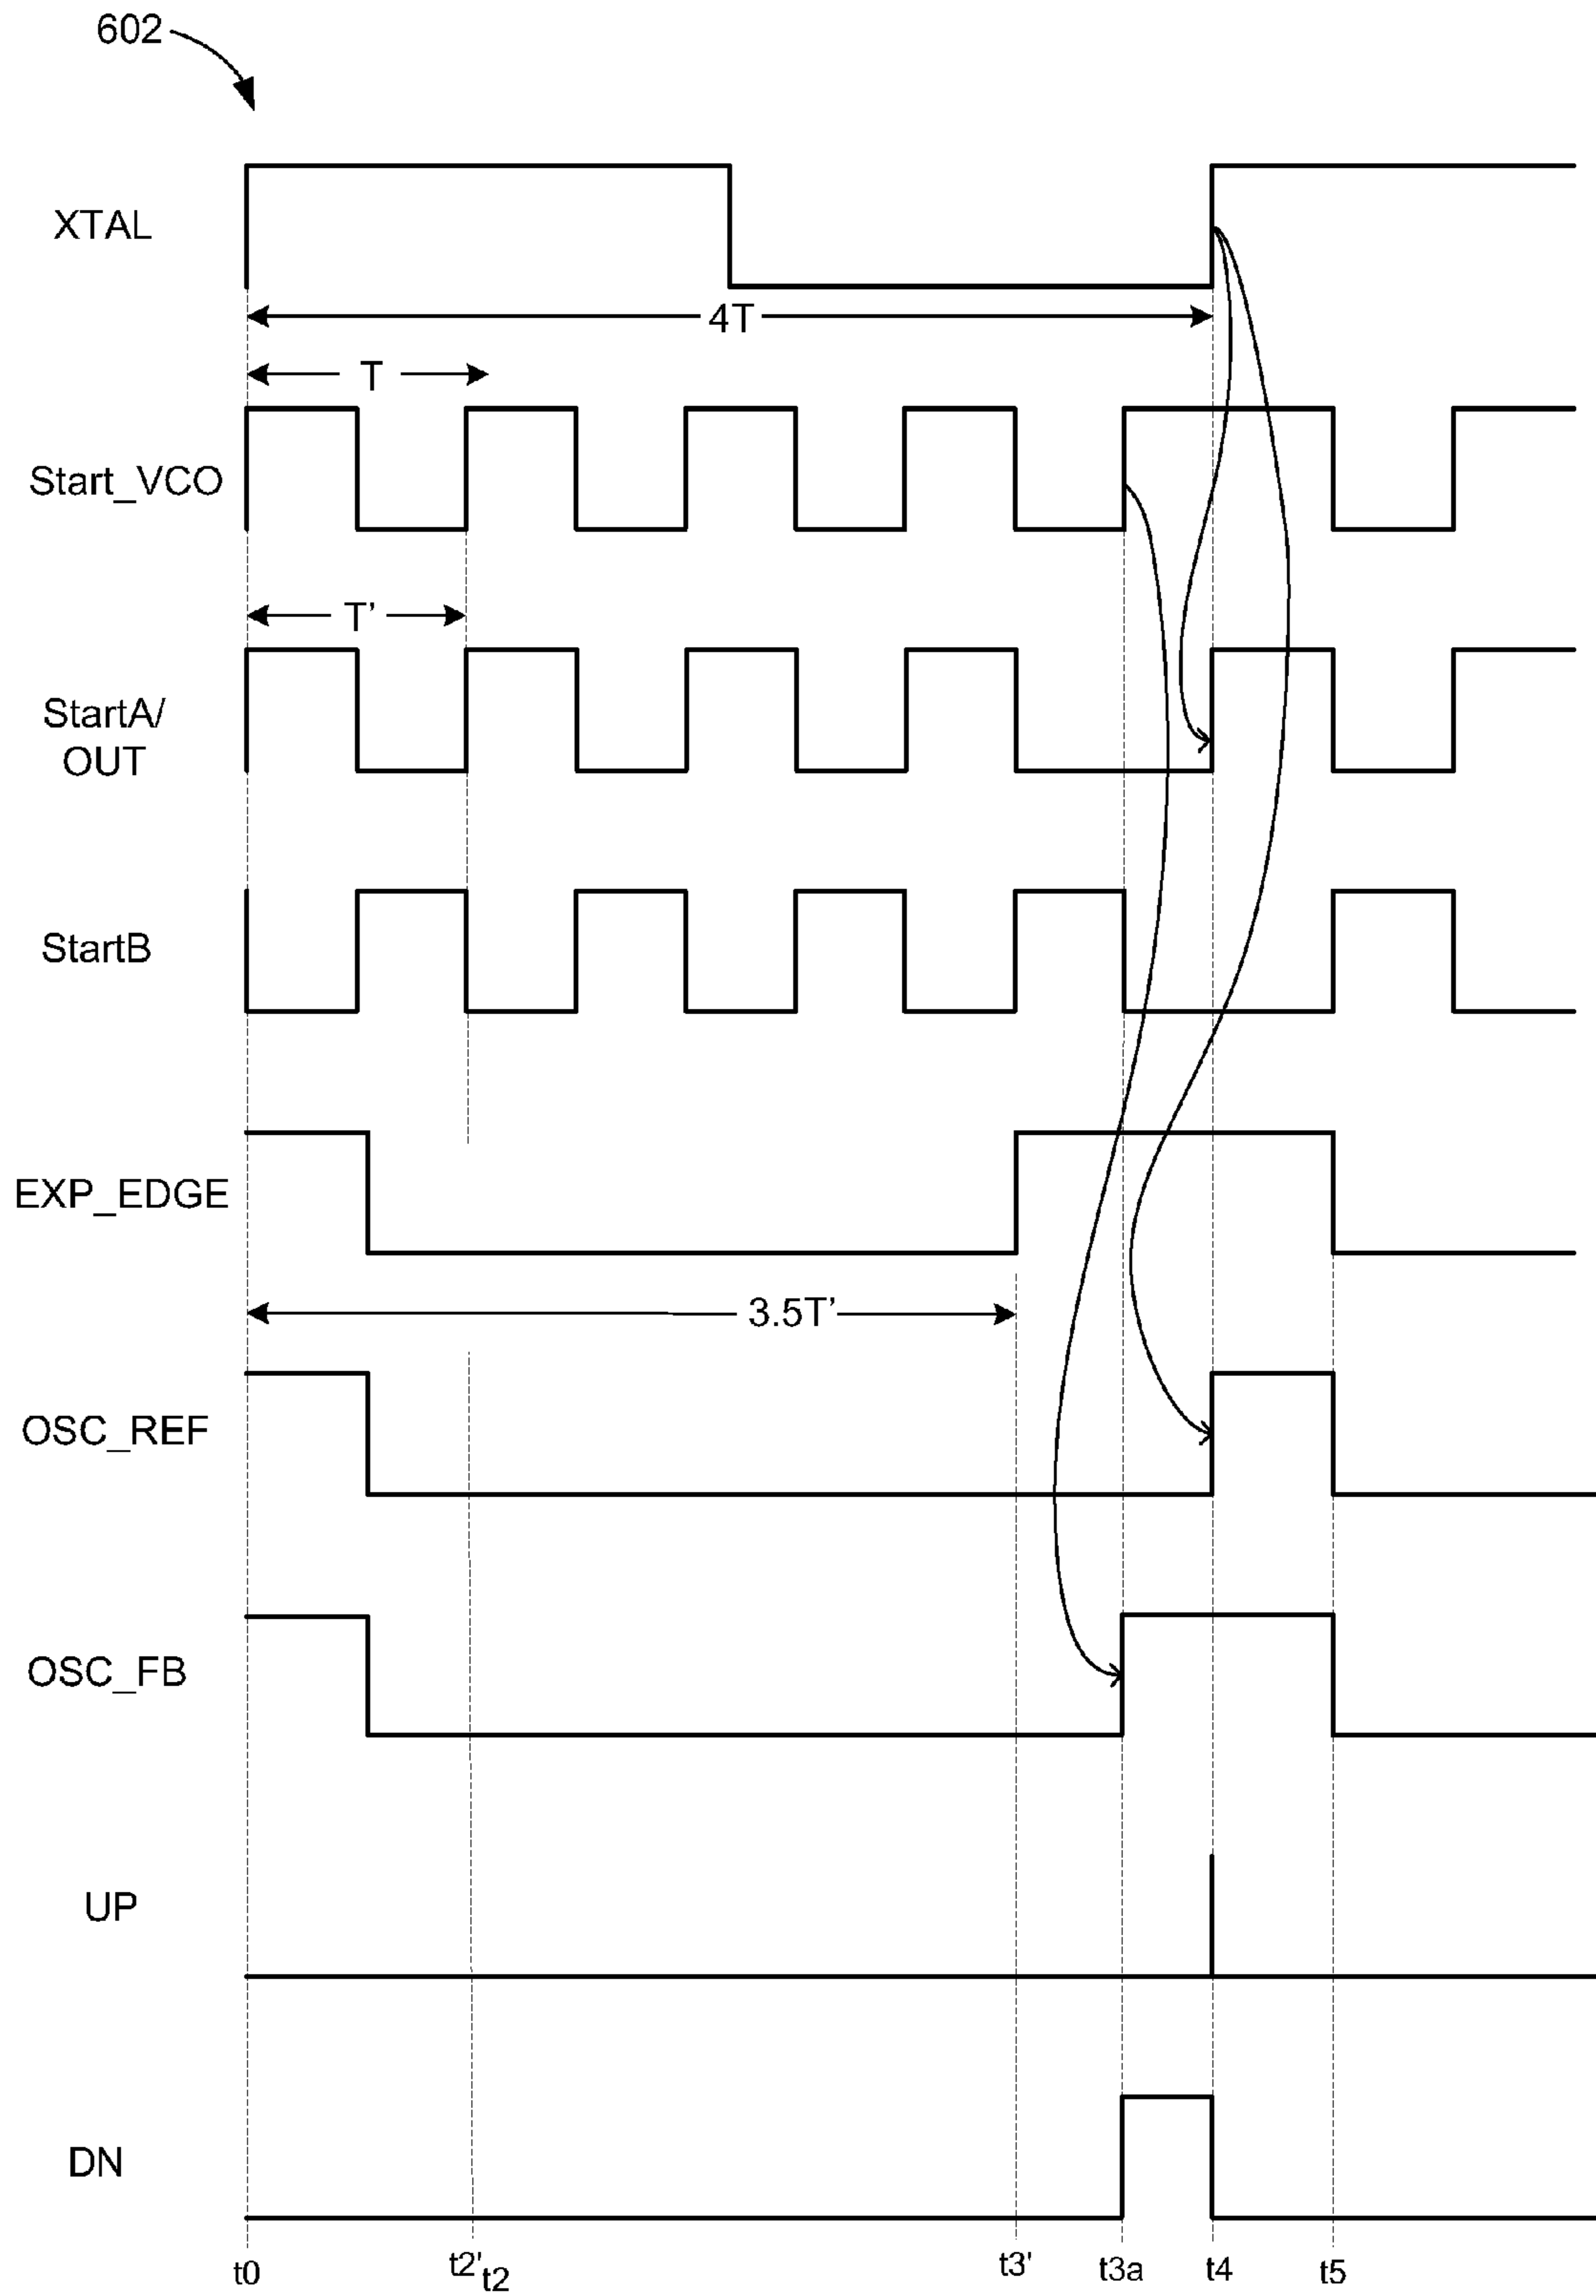 602
XTAL
4T
T
Start_VCO
T'
StartA/
OUT
StartB
EXP_EDGE
3.5T'
OSC_REF
OSC_FB
UP
DN
t0
t2'
t2
t3'
t3a
t4
t5